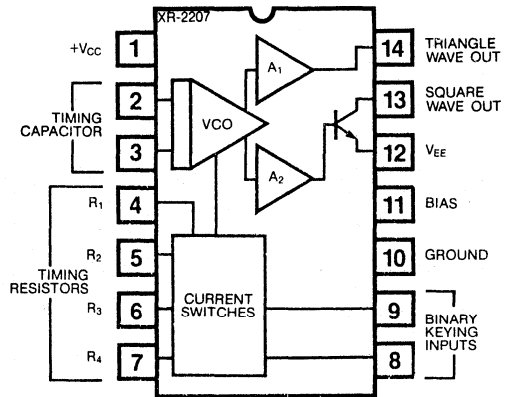 XR-2207
+VCC
1
14
TRIANGLE
WAVE OUT
A1
TIMING
CAPACITOR
2
3
VCO
13
SQUARE
WAVE OUT
12
VEE
A2
R1
4
11
BIAS
TIMING
RESISTORS
R2
5
10
GROUND
CURRENT
SWITCHES
R3
6
9
BINARY
KEYING
INPUTS
R4
7
8